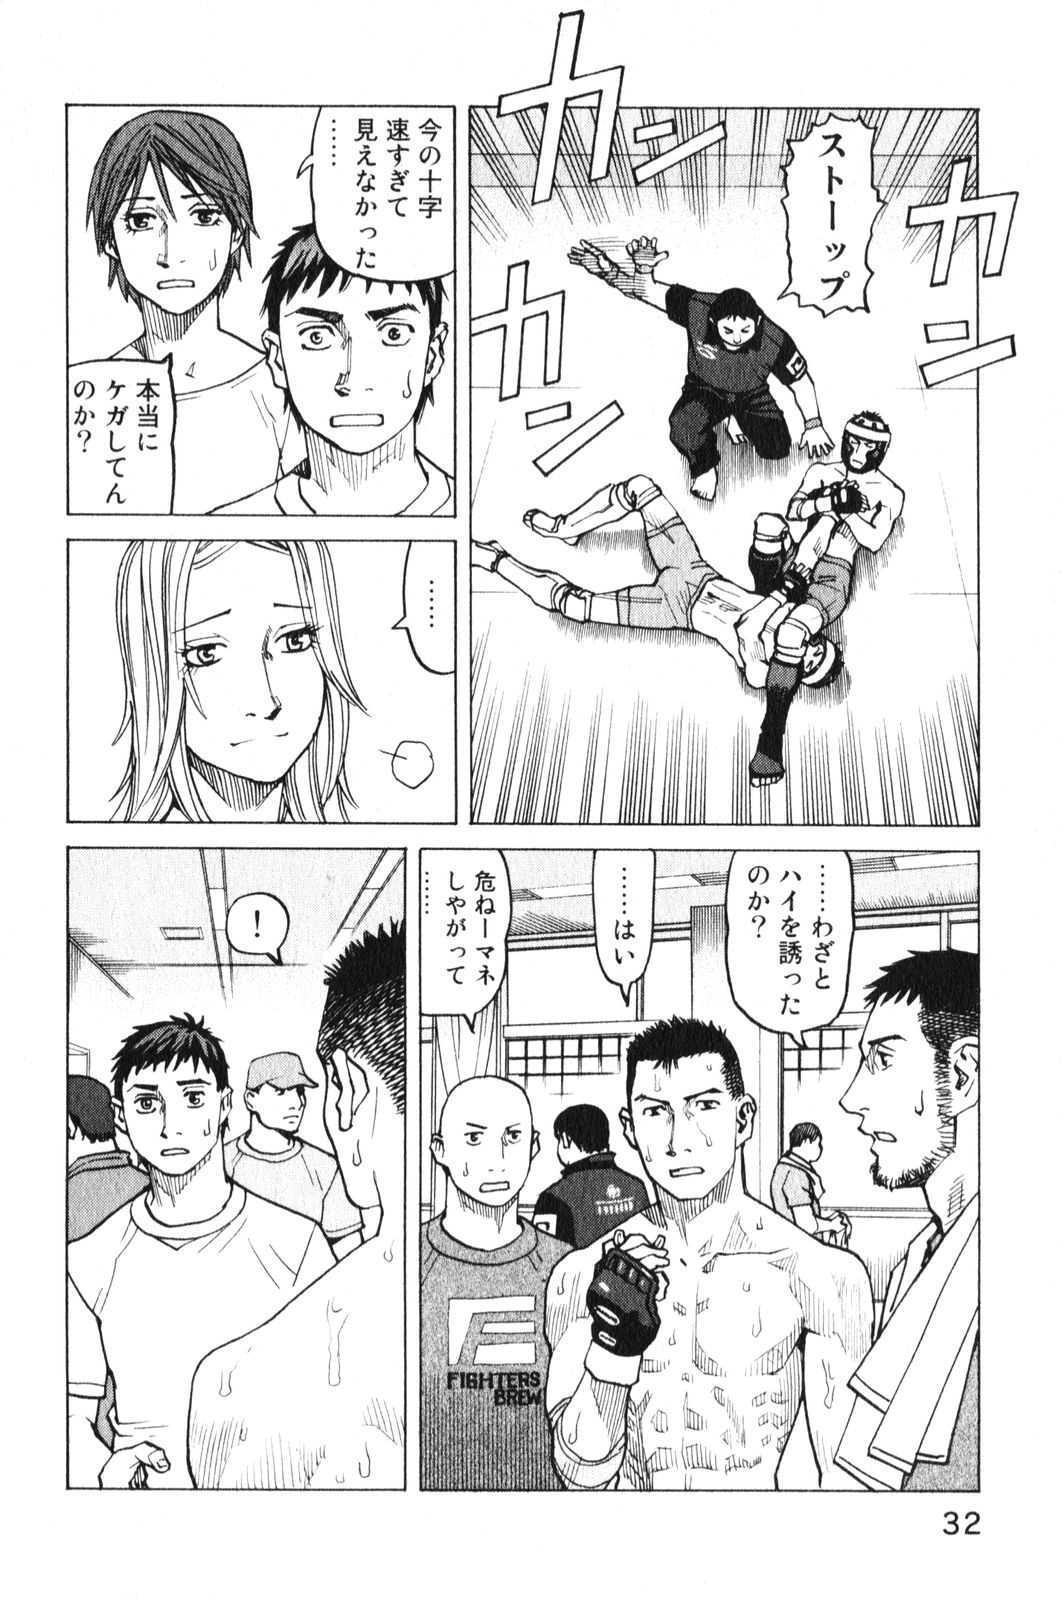 カン
カン
カン
ストーップ
今の十字
速すぎて
見えなかった
……
本当に
ケガしてん
のか?
……
……わざと
ハイを誘った
のか?
……はい
危ねーマネ
しやがって
……
FIGHTERS
BREW
!
32